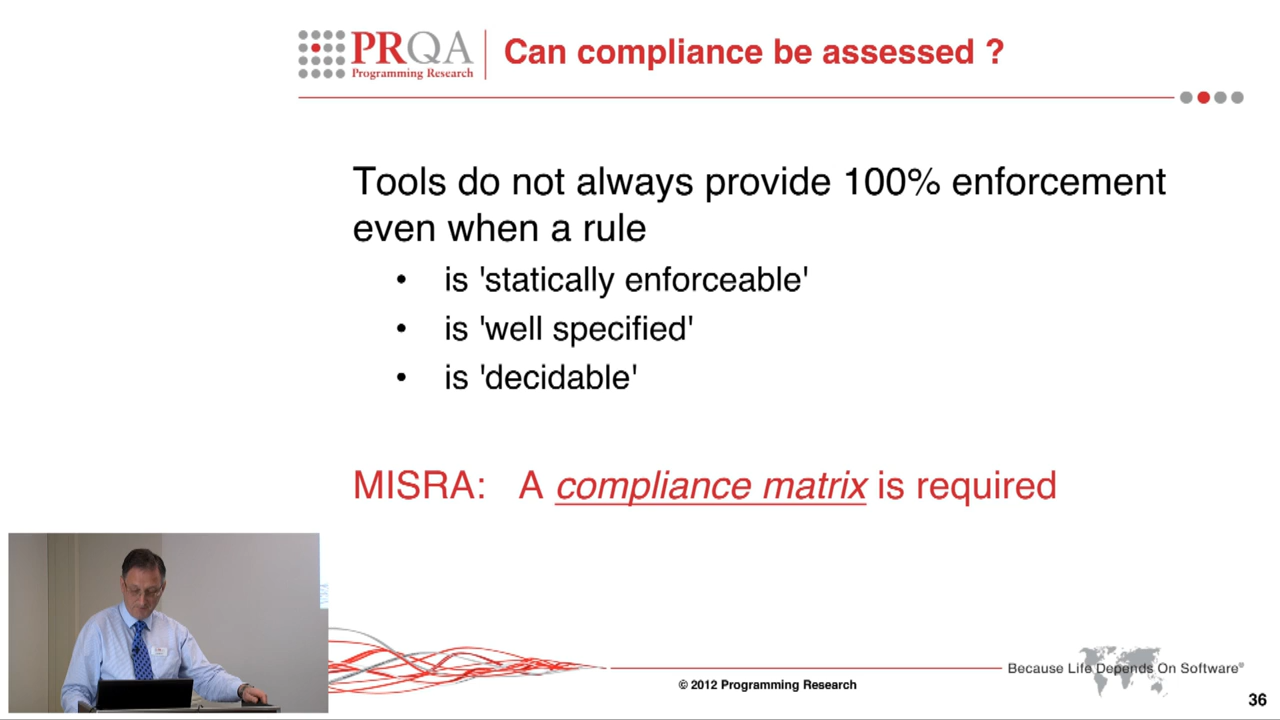 PRQA
Programming Research
Can compliance be assessed ?
Tools do not always provide 100% enforcement
even when a rule
• is 'statically enforceable'
• is 'well specified'
• is 'decidable'
MISRA: A compliance matrix is required
Because Life Depends On Software®
© 2012 Programming Research
36